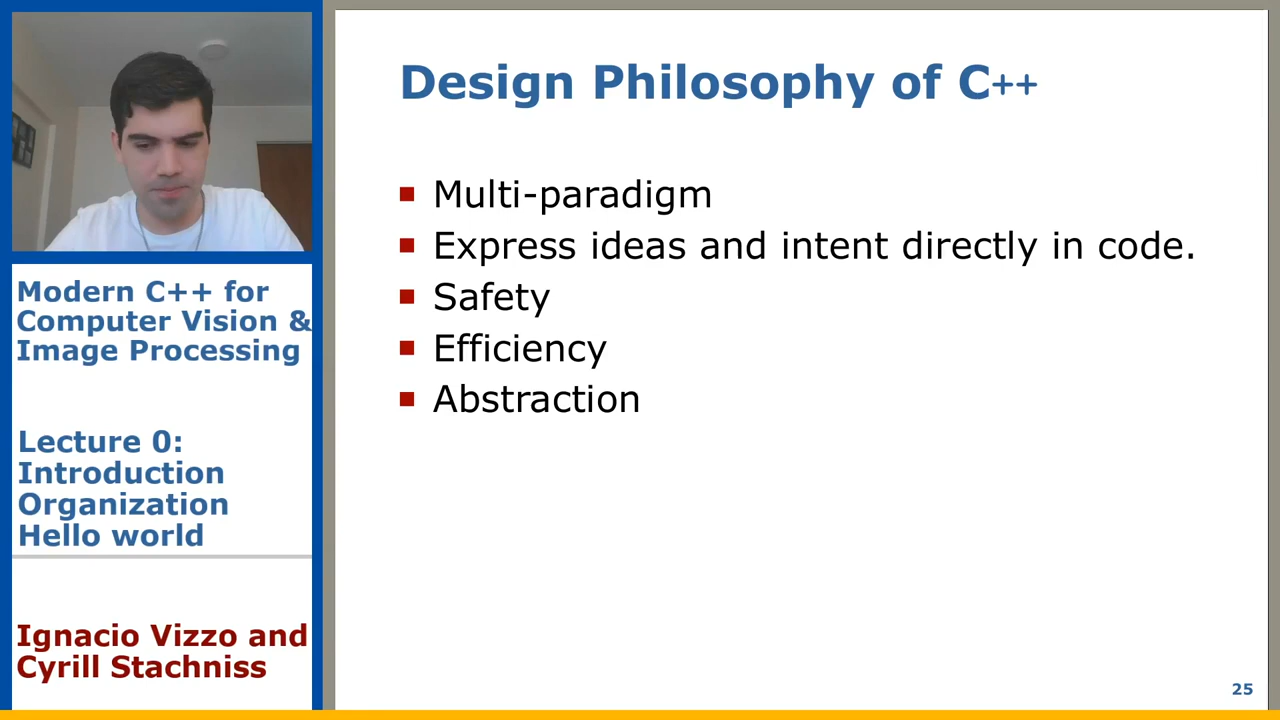 Modern C++ for
Computer Vision &
Image Processing
Lecture 0:
Introduction
Organization
Hello world
Ignacio Vizzo and
Cyrill Stachniss
Design Philosophy of C++
Multi-paradigm
Express ideas and intent directly in code.
Safety
Efficiency
Abstraction
25